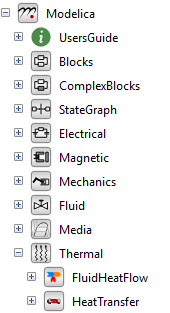 Modelica
UsersGuide
Blocks
ComplexBlocks
StateGraph
Electrical
Magnetic
Mechanics
Fluid
Media
Thermal
FluidHeatFlow
HeatTransfer